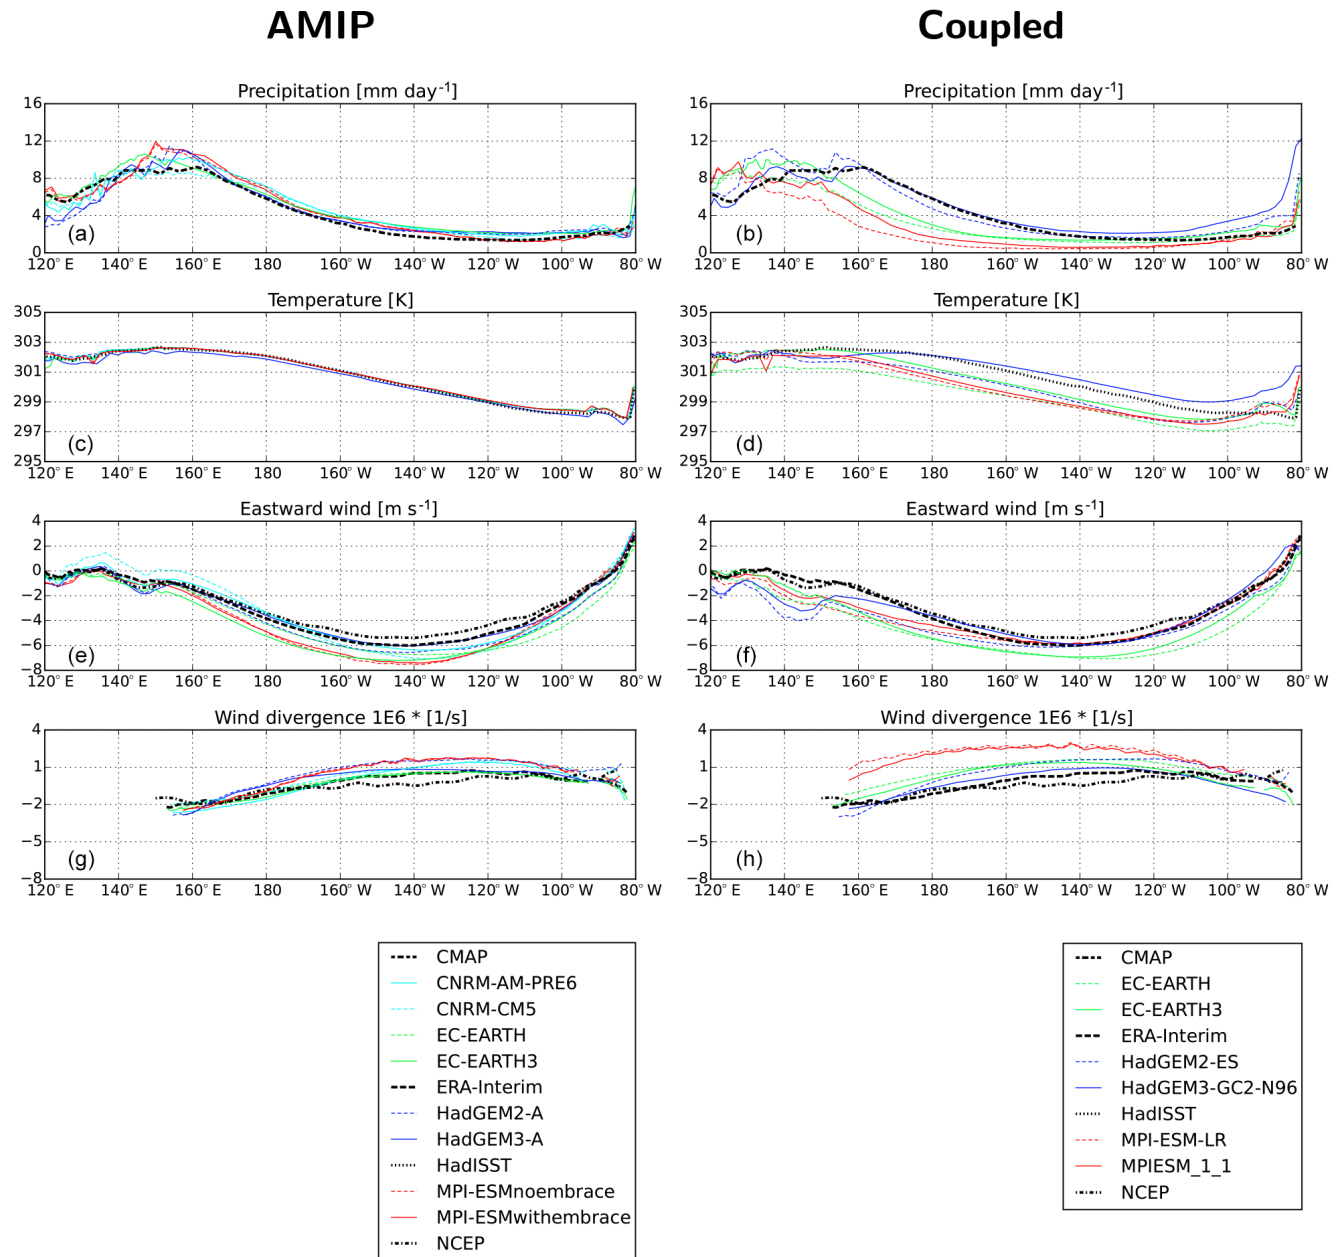 AMIP
Coupled
Precipitation [mm day-1]
16
12
8
4
0
(a)
120° E 140° E 160° E 180 160° W 140° W 120° W 100° W 80° W
Precipitation [mm day-1]
16
12
8
4
0
(b)
120° E 140° E 160° E 180 160° W 140° W 120° W 100° W 80° W
Temperature [K]
305
303
301
299
297
295
(c)
120° E 140° E 160° E 180 160° W 140° W 120° W 100° W 80° W
Temperature [K]
305
303
301
299
297
295
(d)
120° E 140° E 160° E 180 160° W 140° W 120° W 100° W 80° W
Eastward wind [m s-1]
4
2
0
−2
−4
−6
−8
(e)
120° E 140° E 160° E 180 160° W 140° W 120° W 100° W 80° W
Eastward wind [m s-1]
4
2
0
−2
−4
−6
−8
(f)
120° E 140° E 160° E 180 160° W 140° W 120° W 100° W 80° W
Wind divergence 1E6 * [1/s]
4
1
−2
−5
−8
(g)
120° E 140° E 160° E 180 160° W 140° W 120° W 100° W 80° W
Wind divergence 1E6 * [1/s]
4
1
−2
−5
−8
(h)
120° E 140° E 160° E 180 160° W 140° W 120° W 100° W 80° W
CMAP
CNRM-AM-PRE6
CNRM-CM5
EC-EARTH
EC-EARTH3
ERA-Interim
HadGEM2-A
HadGEM3-A
HadISST
MPI-ESMnoembrace
MPI-ESMwithembrace
NCEP
CMAP
EC-EARTH
EC-EARTH3
ERA-Interim
HadGEM2-ES
HadGEM3-GC2-N96
HadISST
MPI-ESM-LR
MPIESM_1_1
NCEP